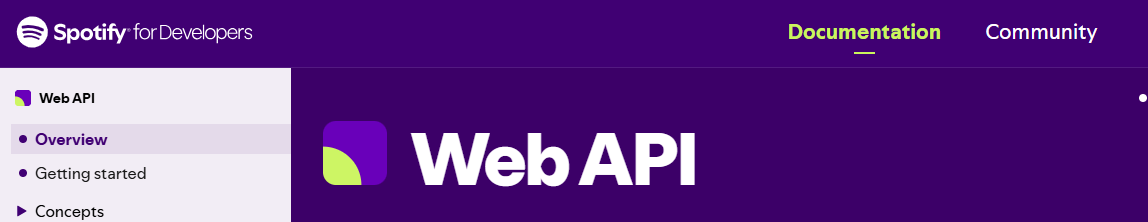 Spotify® for Developers
Documentation
Community
Web API
Overview
Getting started
Concepts
Web API